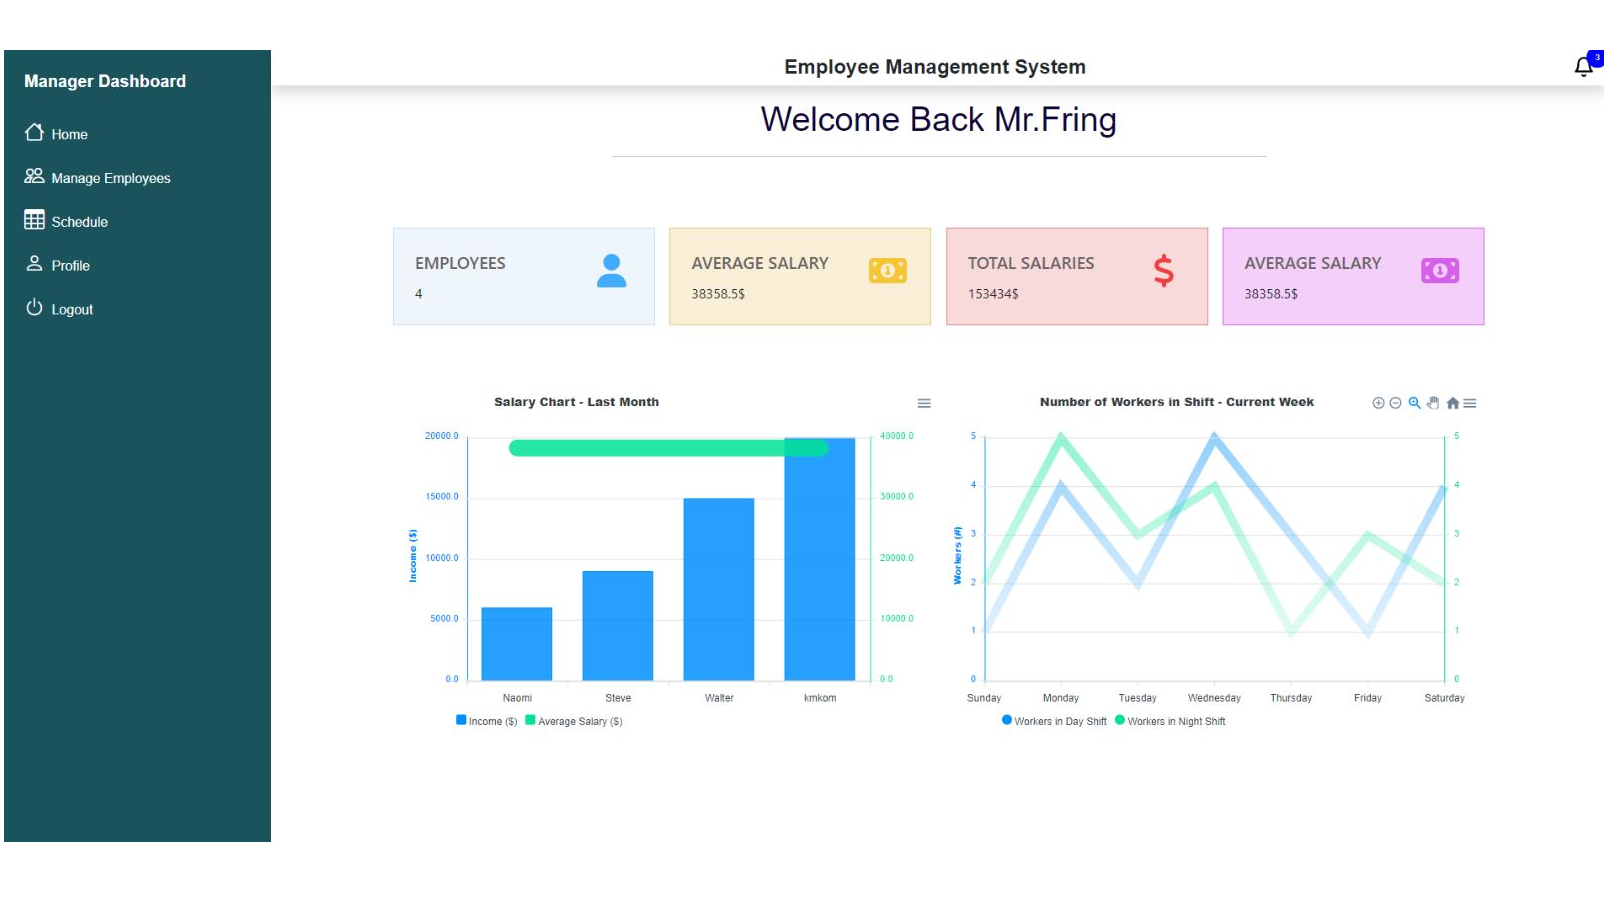 Manager Dashboard
Home
Manage Employees
Schedule
Profile
Logout
Employee Management System
3
Welcome Back Mr.Fring
EMPLOYEES
4
AVERAGE SALARY
38358.5$
TOTAL SALARIES
153434$
AVERAGE SALARY
38358.5$
Salary Chart - Last Month
20000.0
15000.0
10000.0
5000.0
0.0
Income ($)
40000.0
30000.0
20000.0
10000.0
0.0
Naomi Steve Walter kmkom
Income ($) Average Salary ($)
Number of Workers in Shift - Current Week
5
4
3
2
1
0
Workers (#)
5
4
3
2
1
0
Sunday Monday Tuesday Wednesday Thursday Friday Saturday
Workers in Day Shift Workers in Night Shift